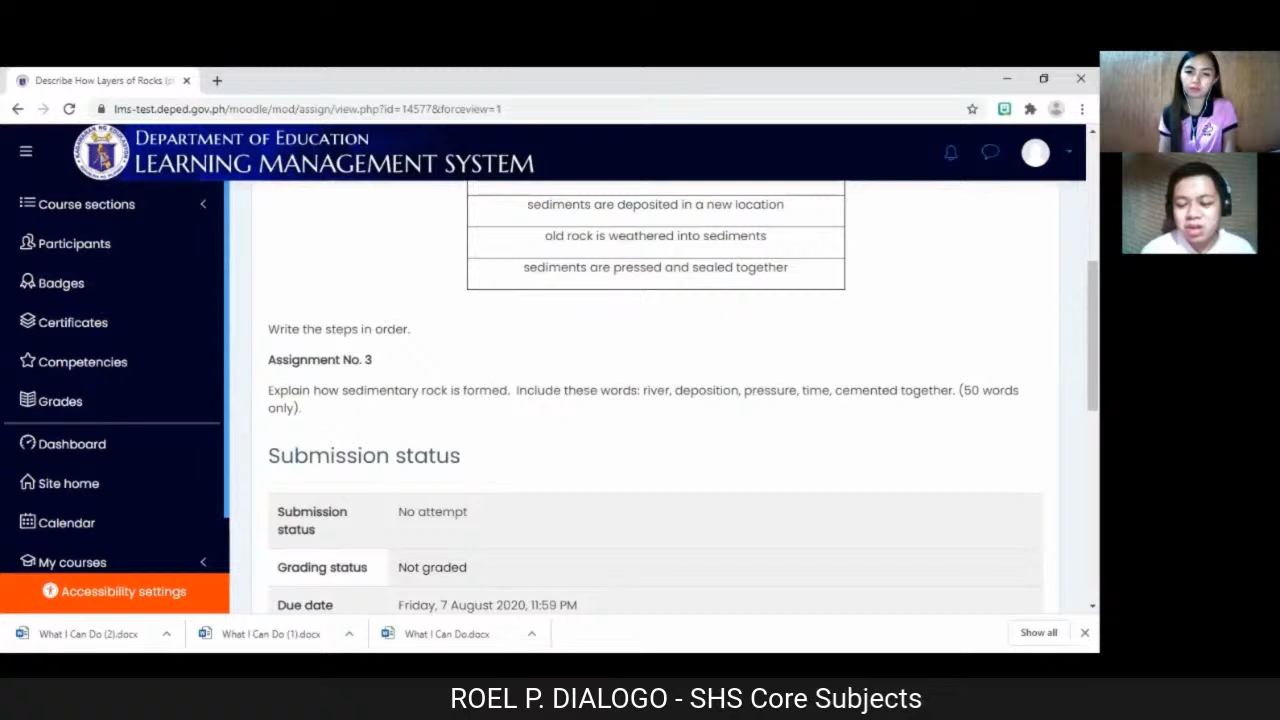 Describe How Layers of Rocks (
lms-test.deped.gov.ph/moodle/mod/assign/view.php?id=14577&forceview=1
DEPARTMENT OF EDUCATION
LEARNING MANAGEMENT SYSTEM
Course sections
Participants
Badges
Certificates
Competencies
Grades
Dashboard
Site home
Calendar
My courses
Accessibility settings
sediments are deposited in a new location
old rock is weathered into sediments
sediments are pressed and sealed together
Write the steps in order.
Assignment No. 3
Explain how sedimentary rock is formed. Include these words: river, deposition, pressure, time, cemented together. (50 words
only).
Submission status
Submission
status
No attempt
Grading status
Not graded
Due date
Friday, 7 August 2020, 11:59 PM
What I Can Do (2).docx
What I Can Do (1).docx
What I Can Do.docx
Show all
ROEL P. DIALOGO - SHS Core Subjects